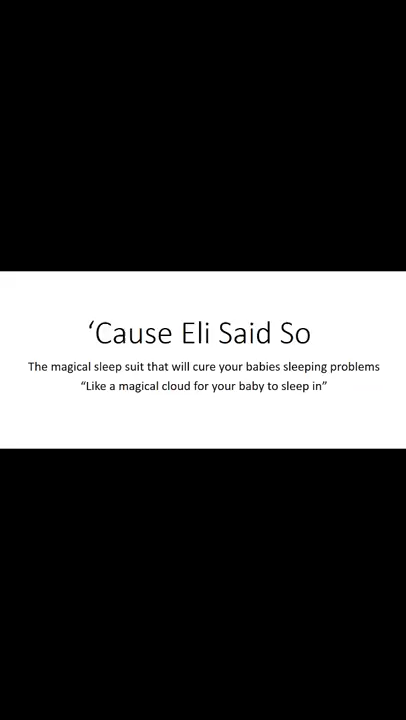 ‘Cause Eli Said So
The magical sleep suit that will cure your babies sleeping problems
“Like a magical cloud for your baby to sleep in”